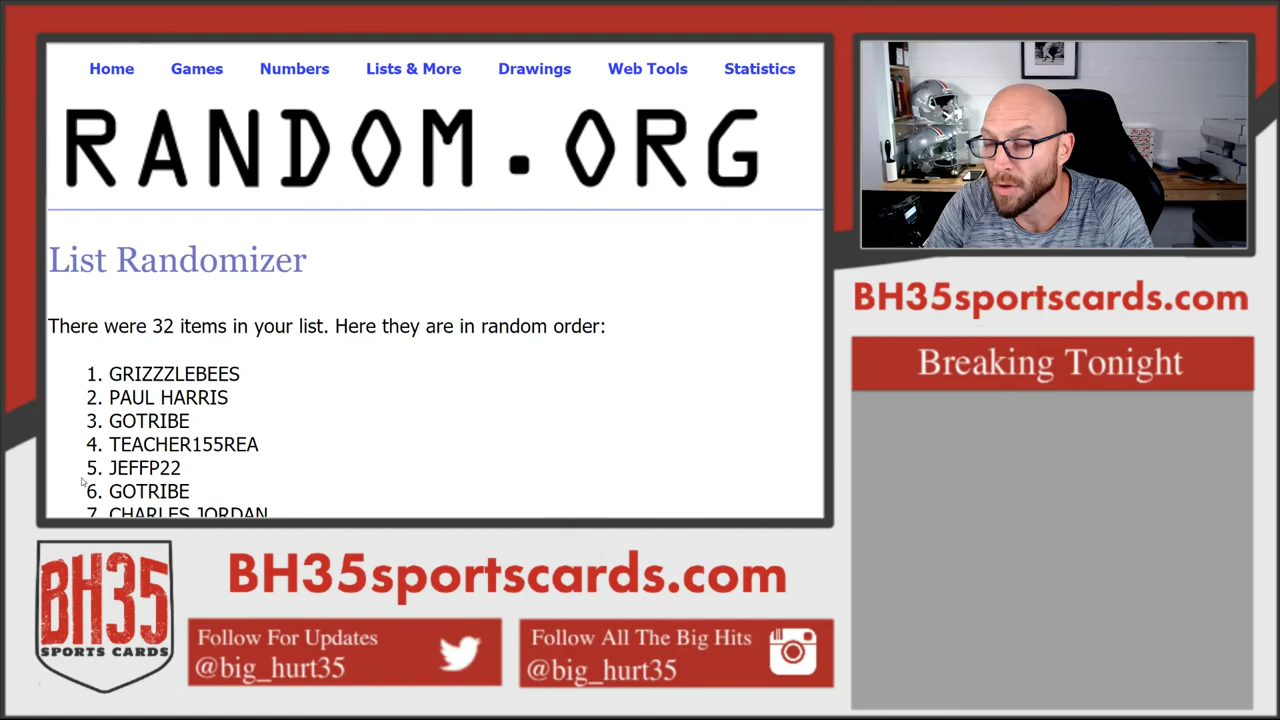 Home Games Numbers Lists & More Drawings Web Tools Statistics
RANDOM.ORG
List Randomizer
There were 32 items in your list. Here they are in random order:
1. GRIZZZLEBEES
2. PAUL HARRIS
3. GOTRIBE
4. TEACHER155REA
5. JEFFP22
6. GOTRIBE
7. CHARLES JORDAN
BH35sportscards.com
Breaking Tonight
BH35
SPORTS CARDS
BH35sportscards.com
Follow For Updates
@big_hurt35
Follow All The Big Hits
@big_hurt35